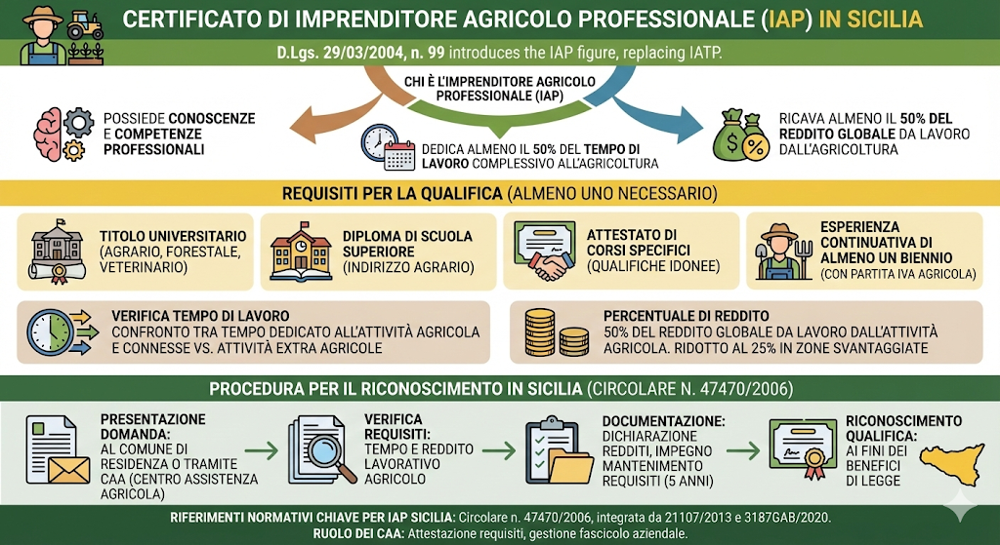 CERTIFICATO DI IMPRENDITORE AGRICOLO PROFESSIONALE (IAP) IN SICILIA
D.Lgs. 29/03/2004, n. 99 introduces the IAP figure, replacing IATP.
CHI È L'IMPRENDITORE AGRICOLO
PROFESSIONALE (IAP)
POSSIEDE CONOSCENZE
E COMPETENZE
PROFESSIONALI
DEDICA ALMENO IL 50% DEL TEMPO DI
LAVORO COMPLESSIVO ALL'AGRICOLTURA
RICAVA ALMENO IL 50% DEL
REDDITO GLOBALE DA LAVORO
DALL'AGRICOLTURA
REQUISITI PER LA QUALIFICA (ALMENO UNO NECESSARIO)
TITOLO UNIVERSITARIO
(AGRARIO, FORESTALE,
VETERINARIO)
DIPLOMA DI SCUOLA
SUPERIORE
(INDIRIZZO AGRARIO)
ATTESTATO DI
CORSI SPECIFICI
(QUALIFICHE IDONEE)
ESPERIENZA
CONTINUATIVA DI
ALMENO UN BIENNIO
(CON PARTITA IVA AGRICOLA)
VERIFICA TEMPO DI LAVORO
CONFRONTO TRA TEMPO DEDICATO ALL'ATTIVITÀ AGRICOLA
E CONNESSE VS. ATTIVITÀ EXTRA AGRICOLE
PERCENTUALE DI REDDITO
50% DEL REDDITO GLOBALE DA LAVORO DALL'ATTIVITÀ
AGRICOLA. RIDOTTO AL 25% IN ZONE SVANTAGGIATE
PROCEDURA PER IL RICONOSCIMENTO IN SICILIA (CIRCOLARE N. 47470/2006)
PRESENTAZIONE
DOMANDA:
AL COMUNE DI
RESIDENZA O TRAMITE
CAA (CENTRO ASSISTENZA
AGRICOLA)
VERIFICA
REQUISITI:
TEMPO E REDDITO
LAVORATIVO
AGRICOLO
DOCUMENTAZIONE:
DICHIARAZIONE
REDDITI, IMPEGNO
MANTENIMENTO
REQUISITI (5 ANNI)
RICONOSCIMENTO
QUALIFICA:
AI FINI DEI
BENEFICI
DI LEGGE
RIFERIMENTI NORMATIVI CHIAVE PER IAP SICILIA: Circolare n. 47470/2006, integrata da 21107/2013 e 3187GAB/2020.
RUOLO DEI CAA: Attestazione requisiti, gestione fascicolo aziendale.